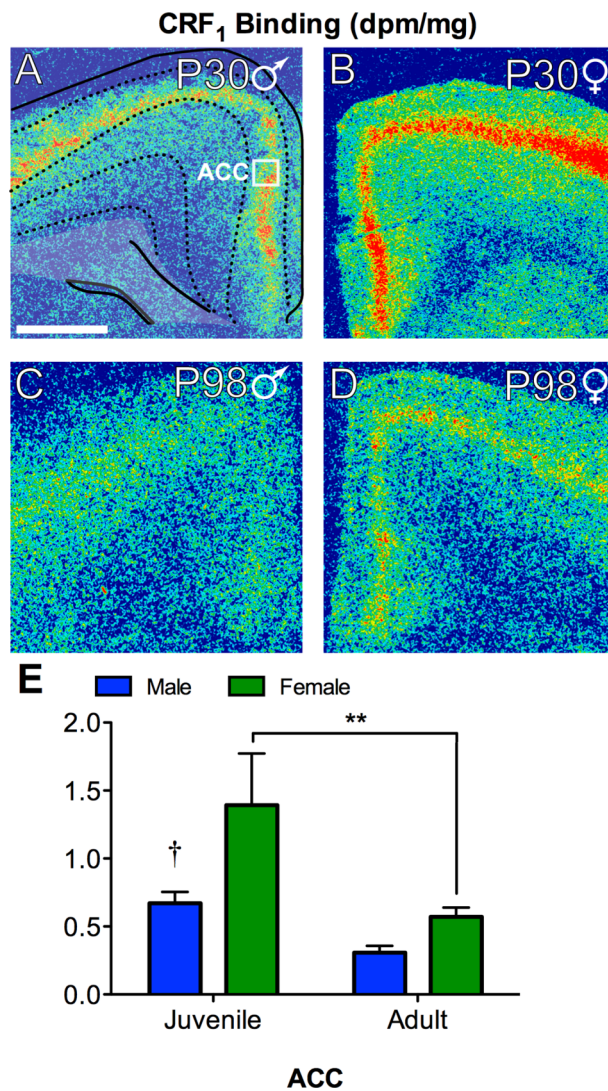 CRF1 Binding (dpm/mg)
A P30♂
B P30♀
ACC
C P98♂
D P98♀
E
Male Female
2.0
**
1.5
1.0
†
0.5
0.0
Juvenile Adult
ACC